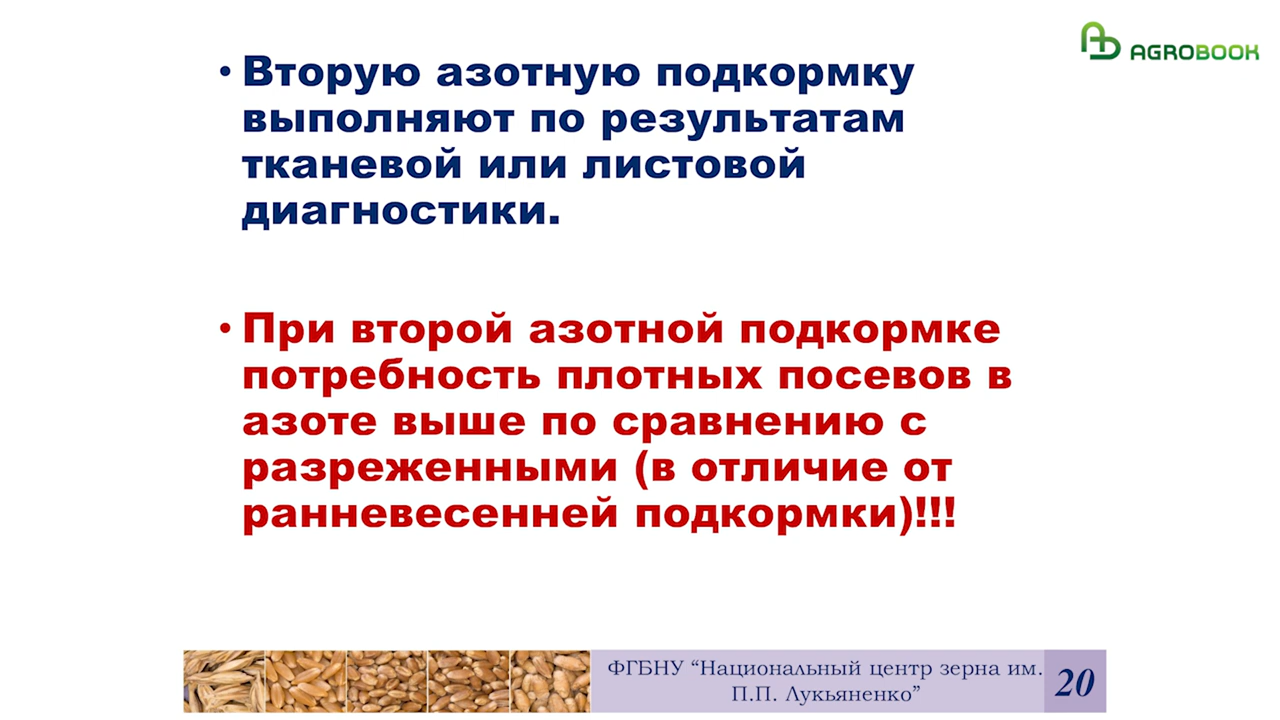 AGROBOOK
• Вторую азотную подкормку
выполняют по результатам
тканевой или листовой
диагностики.
• При второй азотной подкормке
потребность плотных посевов в
азоте выше по сравнению с
разреженными (в отличие от
ранневесенней подкормки)!!!
ФГБНУ “Национальный центр зерна им.
П.П. Лукьяненко”
20